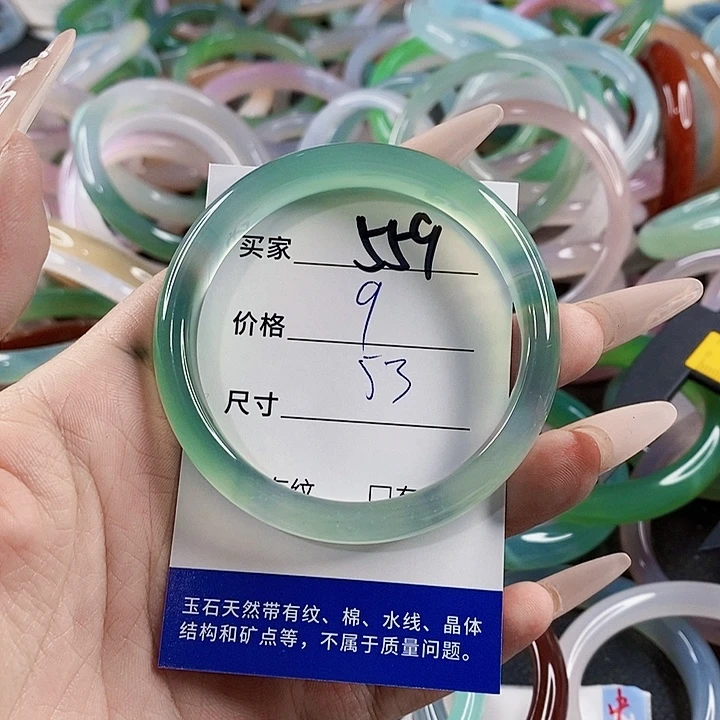 买家 559
价格 9
尺寸 53
纹
玉石天然带有纹、棉、水线、晶体
结构和矿点等，不属于质量问题。